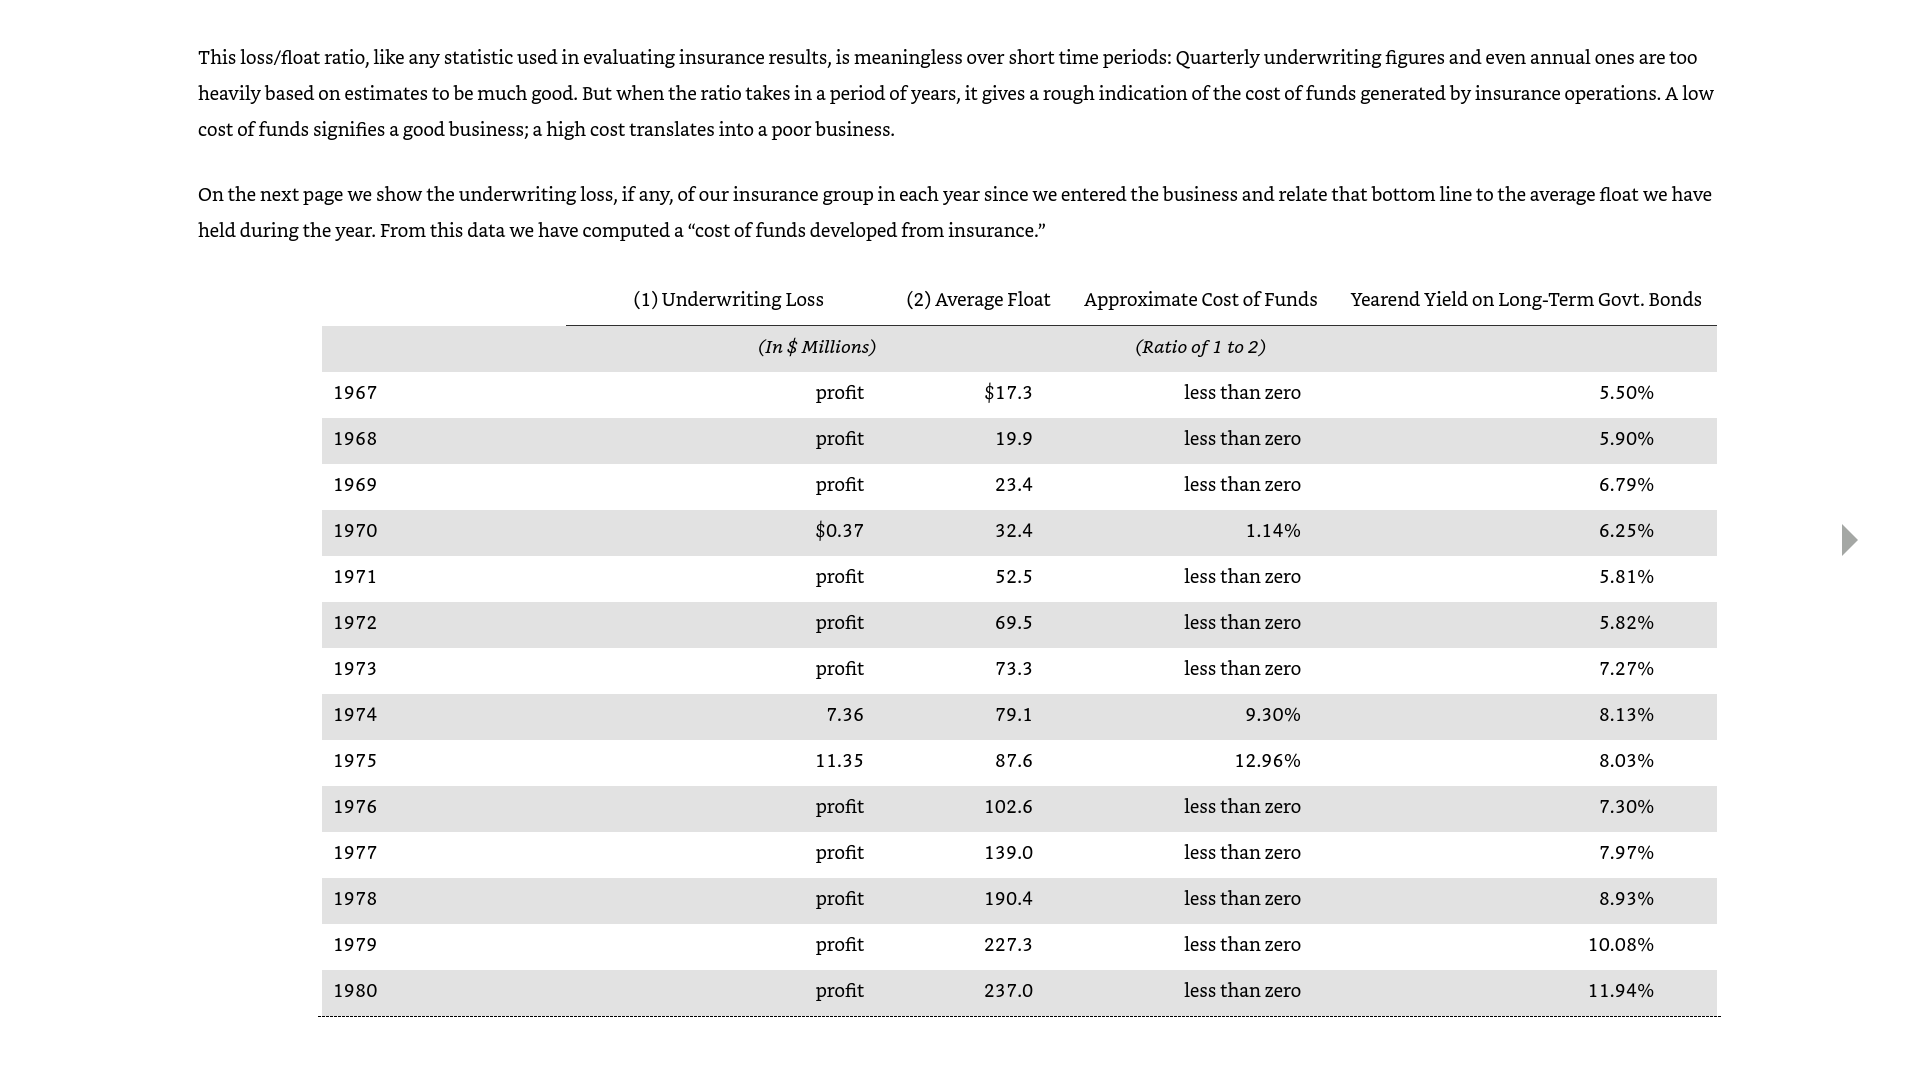 This loss/float ratio, like any statistic used in evaluating insurance results, is meaningless over short time periods: Quarterly underwriting figures and even annual ones are too
heavily based on estimates to be much good. But when the ratio takes in a period of years, it gives a rough indication of the cost of funds generated by insurance operations. A low
cost of funds signifies a good business; a high cost translates into a poor business.
On the next page we show the underwriting loss, if any, of our insurance group in each year since we entered the business and relate that bottom line to the average float we have
held during the year. From this data we have computed a “cost of funds developed from insurance.”
(1) Underwriting Loss (2) Average Float Approximate Cost of Funds Yearend Yield on Long-Term Govt. Bonds
(In $ Millions) (Ratio of 1 to 2)
1967 profit $17.3 less than zero 5.50%
1968 profit 19.9 less than zero 5.90%
1969 profit 23.4 less than zero 6.79%
1970 $0.37 32.4 1.14% 6.25%
1971 profit 52.5 less than zero 5.81%
1972 profit 69.5 less than zero 5.82%
1973 profit 73.3 less than zero 7.27%
1974 7.36 79.1 9.30% 8.13%
1975 11.35 87.6 12.96% 8.03%
1976 profit 102.6 less than zero 7.30%
1977 profit 139.0 less than zero 7.97%
1978 profit 190.4 less than zero 8.93%
1979 profit 227.3 less than zero 10.08%
1980 profit 237.0 less than zero 11.94%